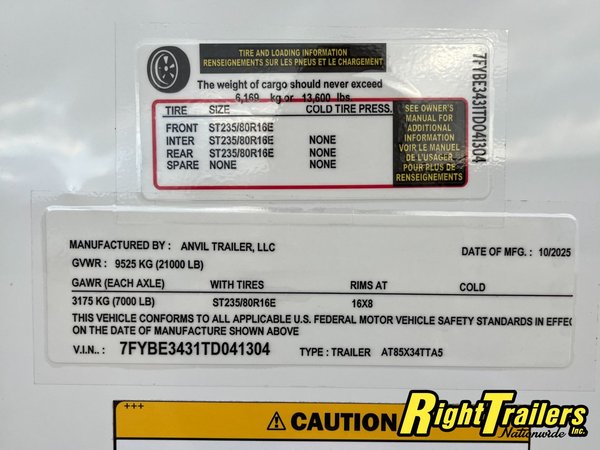 TIRE AND LOADING INFORMATION
RENSEIGNEMENTS SUR LES PNEUS ET LE CHARGEMENT
The weight of cargo should never exceed
6,169 kg or 13,600 lbs.
TIRE SIZE COLD TIRE PRESS.
FRONT ST235/80R16E
INTER ST235/80R16E NONE
REAR ST235/80R16E NONE
SPARE NONE NONE
SEE OWNER'S
MANUAL FOR
ADDITIONAL
INFORMATION
VOIR LE MANUEL
DE L'USAGER
POUR PLUS DE
RENSEIGNEMENTS
7FYBE3431TD041304
MANUFACTURED BY : ANVIL TRAILER, LLC DATE OF MFG. : 10/2025
GVWR : 9525 KG (21000 LB)
GAWR (EACH AXLE) WITH TIRES RIMS AT COLD
3175 KG (7000 LB) ST235/80R16E 16X8
THIS VEHICLE CONFORMS TO ALL APPLICABLE U.S. FEDERAL MOTOR VEHICLE SAFETY STANDARDS IN EFFEC
ON THE DATE OF MANUFACTURE SHOWN ABOVE
V.I.N.. : 7FYBE3431TD041304 TYPE : TRAILER AT85X34TTA5
+++
⚠ CAUTION
RightTrailers Inc.
Nationwide